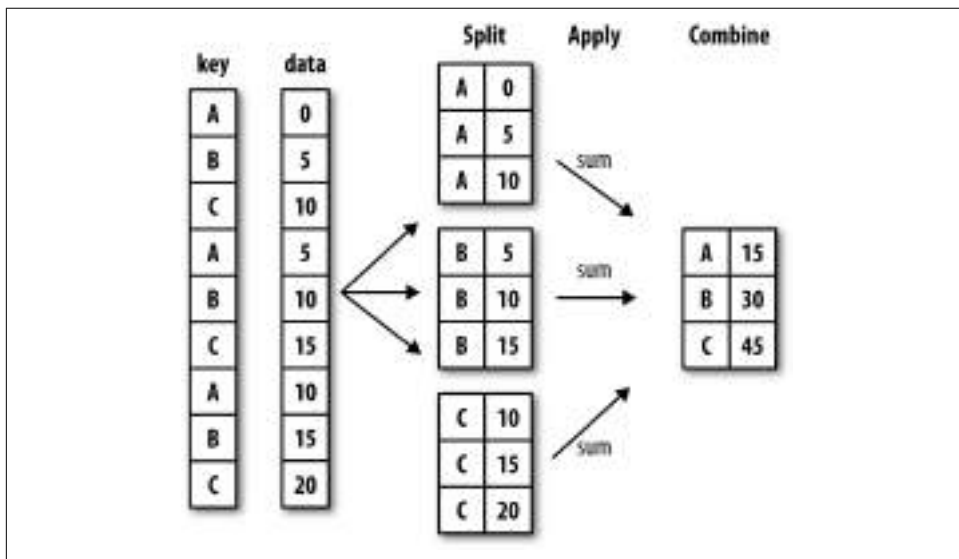 Split Apply Combine
key data
A 0
B 5
C 10
A 5
B 10
C 15
A 10
B 15
C 20
A 0
A 5
A 10
B 5
B 10
B 15
C 10
C 15
C 20
sum
sum
sum
A 15
B 30
C 45